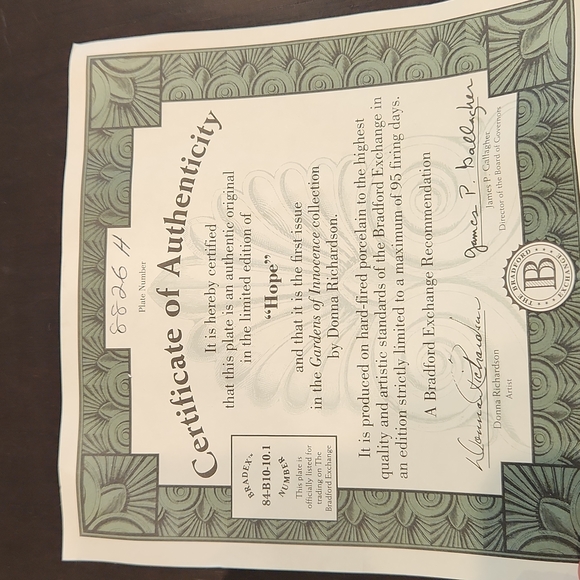 8826 H
Plate Number
Certificate of Authenticity
It is hereby certified
that this plate is an authentic original
in the limited edition of
“Hope”
and that it is the first issue
in the Gardens of Innocence collection
by Donna Richardson.
BRADEX
NUMBER
84-B10-10.1
This plate is
officially listed for
trading on The
Bradford Exchange
It is produced on hard-fired porcelain to the highest
quality and artistic standards of the Bradford Exchange in
an edition strictly limited to a maximum of 95 firing days.
A Bradford Exchange Recommendation
Donna Richardson
Donna Richardson
Artist
THE BRADFORD EXCHANGE
B
James P. Gallagher
James P. Gallagher
Director of the Board of Governors